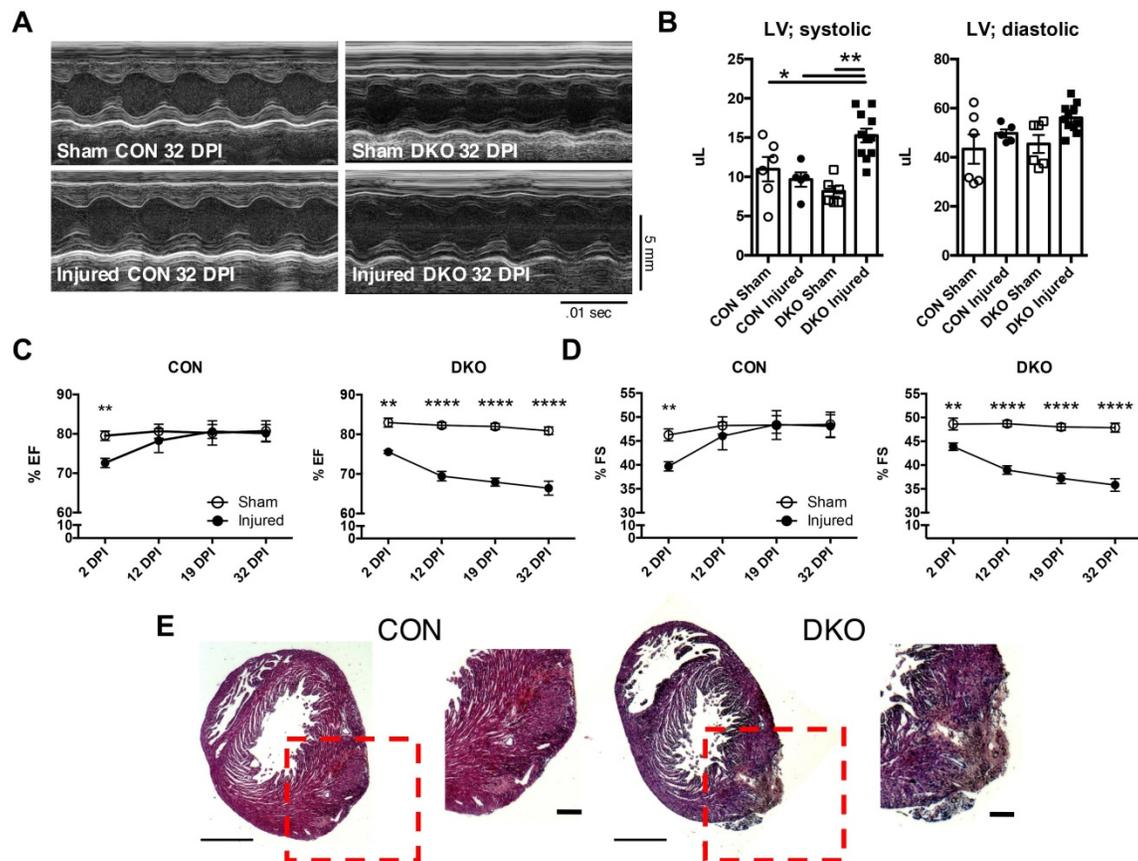 A
Sham CON 32 DPI
Sham DKO 32 DPI
Injured CON 32 DPI
Injured DKO 32 DPI
5 mm
.01 sec
B
LV; systolic
25
20
15
10
5
0
uL
*
**
CON Sham
CON Injured
DKO Sham
DKO Injured
LV; diastolic
80
60
40
20
0
uL
CON Sham
CON Injured
DKO Sham
DKO Injured
C
CON
90
80
70
60
10
0
% EF
**
Sham
Injured
2 DPI
12 DPI
19 DPI
32 DPI
DKO
90
80
70
60
10
0
% EF
** **** **** ****
2 DPI
12 DPI
19 DPI
32 DPI
D
CON
55
50
45
40
35
30
10
0
% FS
**
Sham
Injured
2 DPI
12 DPI
19 DPI
32 DPI
DKO
55
50
45
40
35
30
10
0
% FS
** **** **** ****
2 DPI
12 DPI
19 DPI
32 DPI
E
CON
DKO